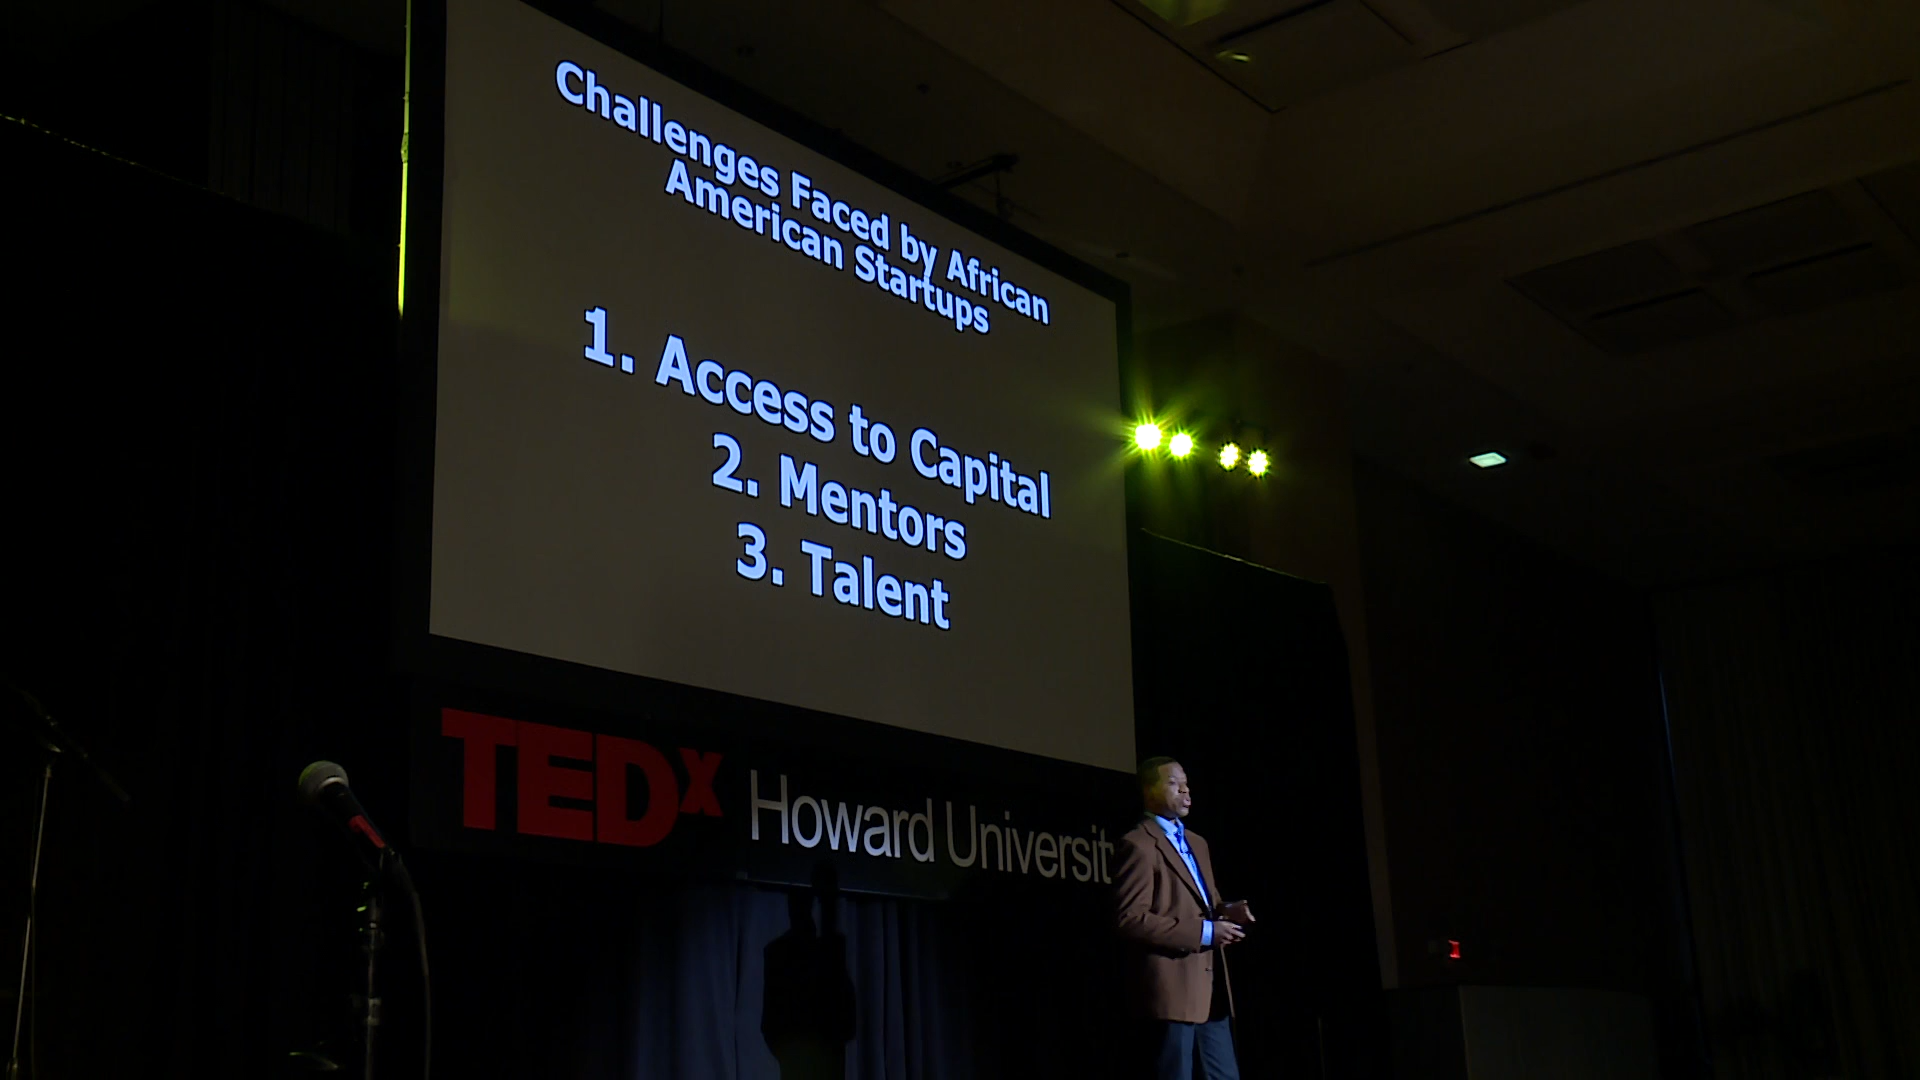 Challenges Faced by African
American Startups
1. Access to Capital
2. Mentors
3. Talent
TEDx Howard Universit